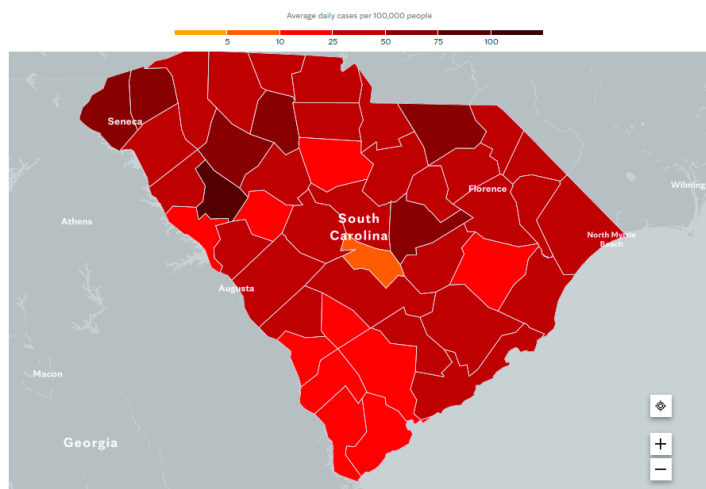 Average daily cases per 100,000 people
5 10 25 50 75 100
Seneca
Florence
Wilming
Athens
South
Carolina
North Myrtle
Beach
Augusta
Macon
Georgia
+
−